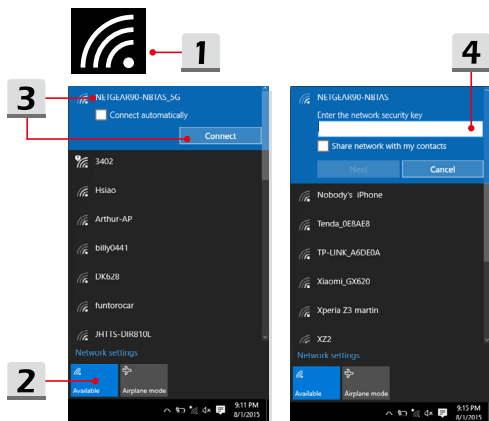 1
3
NETGEAR90-NBTAS_5G
Connect automatically
Connect
3402
Hsiao
Arthur-AP
billy0441
DK628
funtorocar
JHTTS-DIR810L
Network settings
2
Available
Airplane mode
9:11 PM
8/1/2015
4
NETGEAR90-NBTAS
Enter the network security key
Share network with my contacts
Next
Cancel
Nobody's iPhone
Tenda_0E8AE8
TP-LINK_A6DE0A
Xiaomi_GX620
Xperia Z3 martin
XZ2
Network settings
Available
Airplane mode
9:15 PM
8/1/2015